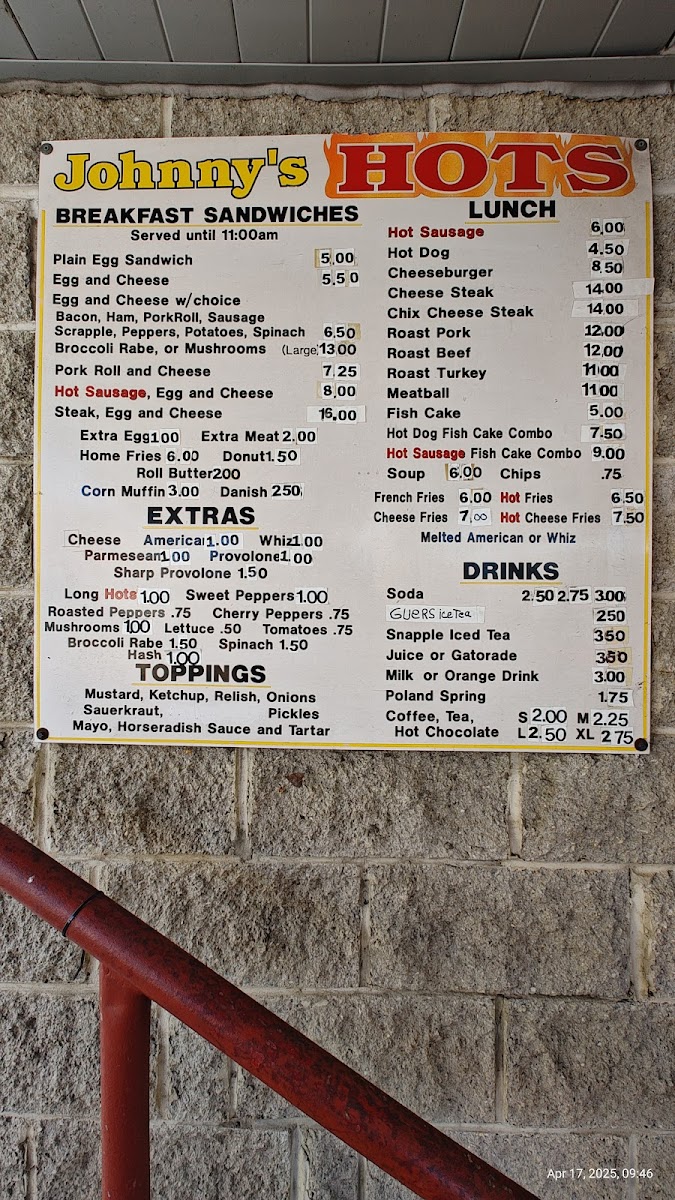 Johnny's HOTS
BREAKFAST SANDWICHES
Served until 11:00am
Plain Egg Sandwich 5.00
Egg and Cheese 5.50
Egg and Cheese w/choice
Bacon, Ham, PorkRoll, Sausage
Scrapple, Peppers, Potatoes, Spinach 6.50
Broccoli Rabe, or Mushrooms (Large) 13.00
Pork Roll and Cheese 7.25
Hot Sausage, Egg and Cheese 8.00
Steak, Egg and Cheese 16.00
Extra Egg 1.00 Extra Meat 2.00
Home Fries 6.00 Donut 1.50
Roll Butter 2.00
Corn Muffin 3.00 Danish 2.50
EXTRAS
Cheese American 1.00 Whiz 1.00
Parmesean 1.00 Provolone 1.00
Sharp Provolone 1.50
Long Hots 1.00 Sweet Peppers 1.00
Roasted Peppers .75 Cherry Peppers .75
Mushrooms 1.00 Lettuce .50 Tomatoes .75
Broccoli Rabe 1.50 Spinach 1.50
Hash 1.00
TOPPINGS
Mustard, Ketchup, Relish, Onions
Sauerkraut, Pickles
Mayo, Horseradish Sauce and Tartar
LUNCH
Hot Sausage 6.00
Hot Dog 4.50
Cheeseburger 8.50
Cheese Steak 14.00
Chix Cheese Steak 14.00
Roast Pork 12.00
Roast Beef 12.00
Roast Turkey 11.00
Meatball 11.00
Fish Cake 5.00
Hot Dog Fish Cake Combo 7.50
Hot Sausage Fish Cake Combo 9.00
Soup 6.00 Chips .75
French Fries 6.00 Hot Fries 6.50
Cheese Fries 7.00 Hot Cheese Fries 7.50
Melted American or Whiz
DRINKS
Soda 2.50 2.75 3.00
GUERS ice Tea 2.50
Snapple Iced Tea 3.50
Juice or Gatorade 3.50
Milk or Orange Drink 3.00
Poland Spring 1.75
Coffee, Tea, S 2.00 M 2.25
Hot Chocolate L 2.50 XL 2.75
Apr 17, 2025, 09:46